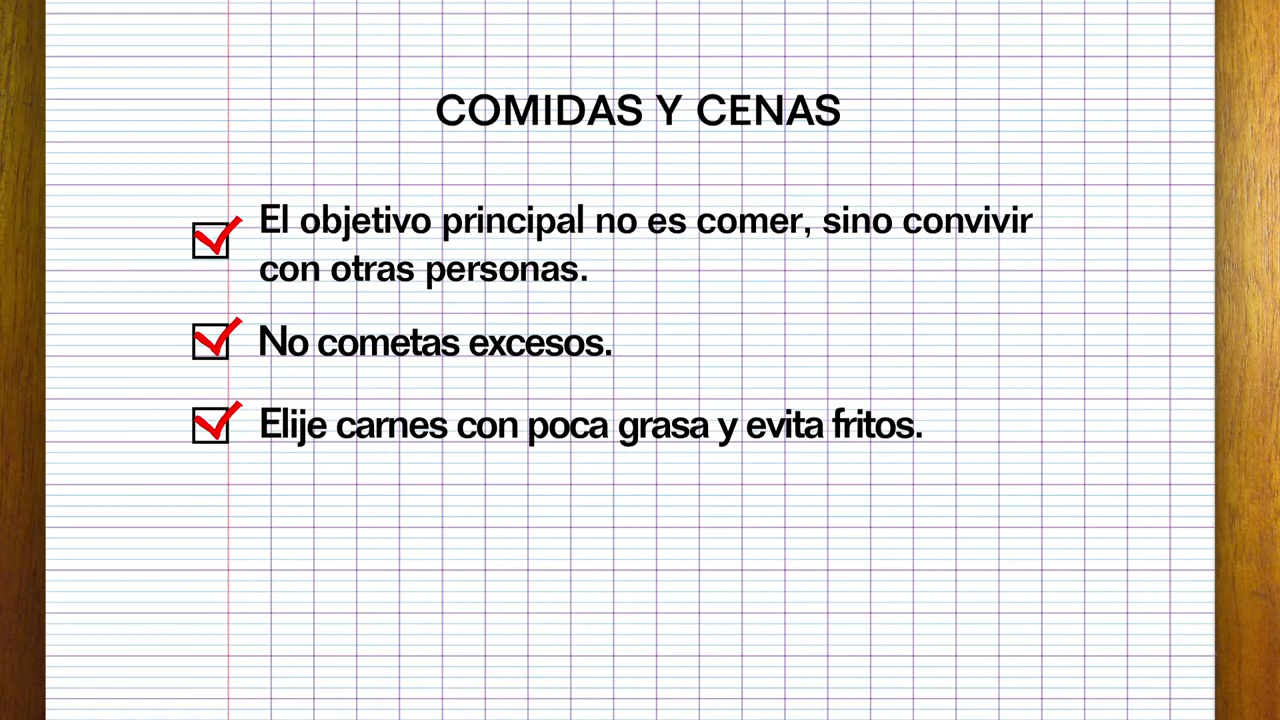 COMIDAS Y CENAS
El objetivo principal no es comer, sino convivir
con otras personas.
No cometas excesos.
Elije carnes con poca grasa y evita fritos.